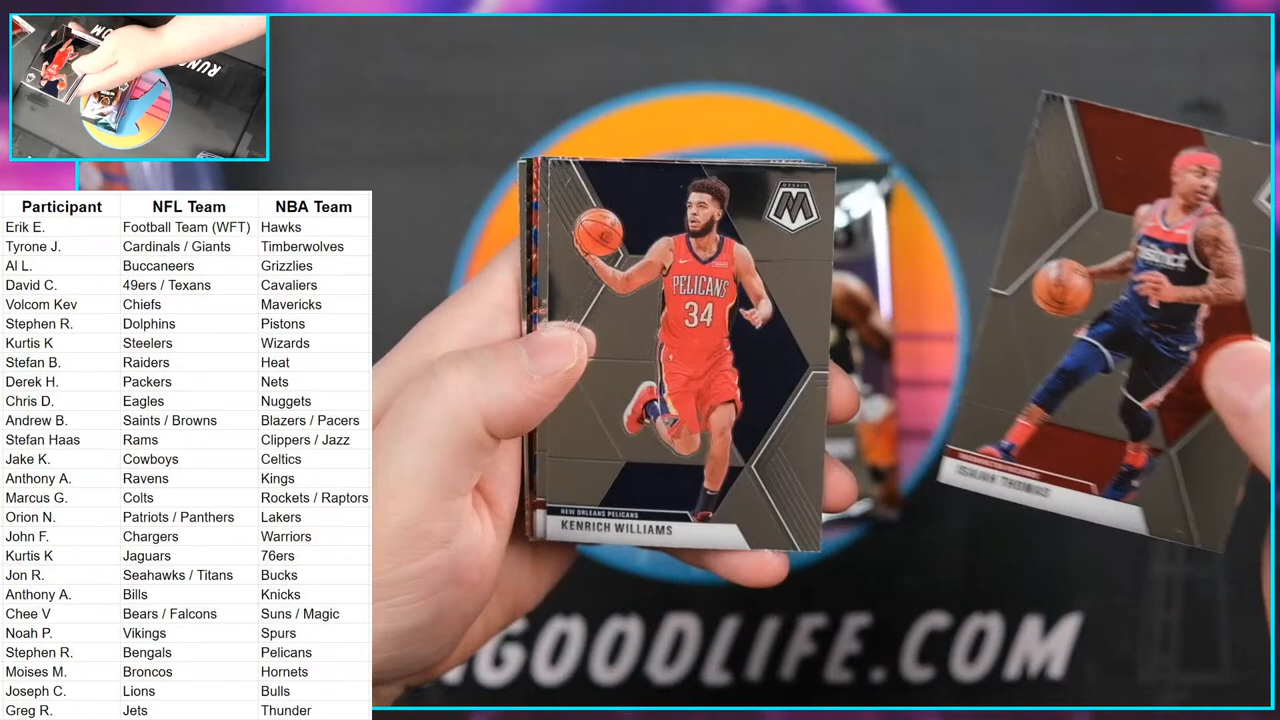 Participant NFL Team NBA Team
Erik E. Football Team (WFT) Hawks
Tyrone J. Cardinals / Giants Timberwolves
Al L. Buccaneers Grizzlies
David C. 49ers / Texans Cavaliers
Volcom Kev Chiefs Mavericks
Stephen R. Dolphins Pistons
Kurtis K Steelers Wizards
Stefan B. Raiders Heat
Derek H. Packers Nets
Chris D. Eagles Nuggets
Andrew B. Saints / Browns Blazers / Pacers
Stefan Haas Rams Clippers / Jazz
Jake K. Cowboys Celtics
Anthony A. Ravens Kings
Marcus G. Colts Rockets / Raptors
Orion N. Patriots / Panthers Lakers
John F. Chargers Warriors
Kurtis K Jaguars 76ers
Jon R. Seahawks / Titans Bucks
Anthony A. Bills Knicks
Chee V Bears / Falcons Suns / Magic
Noah P. Vikings Spurs
Stephen R. Bengals Pelicans
Moises M. Broncos Hornets
Joseph C. Lions Bulls
Greg R. Jets Thunder
MOSAIC
PELICANS
34
NEW ORLEANS PELICANS
KENRICH WILLIAMS
ISAIAH THOMAS
GOODLIFE.COM